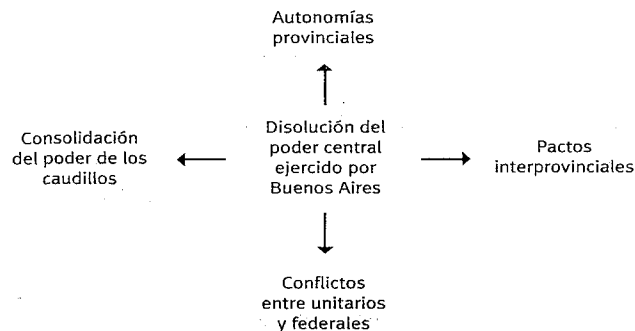 Autonomías
provinciales
Consolidación
del poder de los
caudillos
Disolución del
poder central
ejercido por
Buenos Aires
Pactos
interprovinciales
Conflictos
entre unitarios
y federales